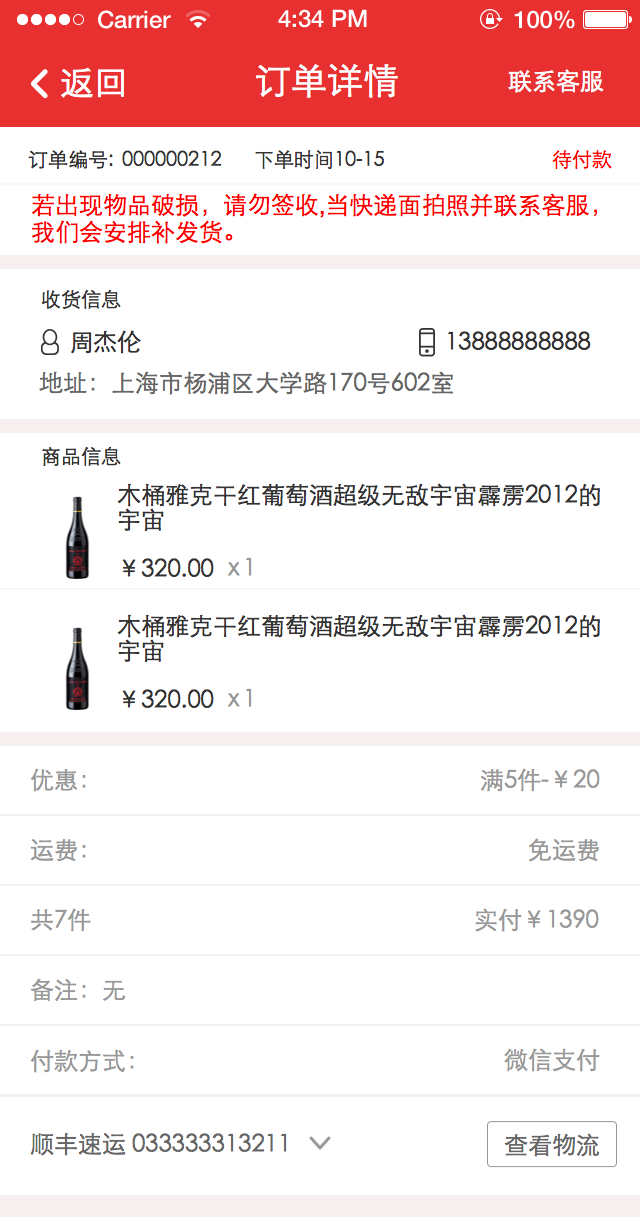 Carrier 4:34 PM 100%
返回 订单详情 联系客服
订单编号: 000000212 下单时间10-15 待付款
若出现物品破损，请勿签收,当快递面拍照并联系客服，
我们会安排补发货。
收货信息
周杰伦 13888888888
地址：上海市杨浦区大学路170号602室
商品信息
木桶雅克干红葡萄酒超级无敌宇宙霹雳2012的
宇宙
￥320.00 x1
木桶雅克干红葡萄酒超级无敌宇宙霹雳2012的
宇宙
￥320.00 x1
优惠: 满5件-￥20
运费: 免运费
共7件 实付￥1390
备注：无
付款方式: 微信支付
顺丰速运 033333313211 查看物流